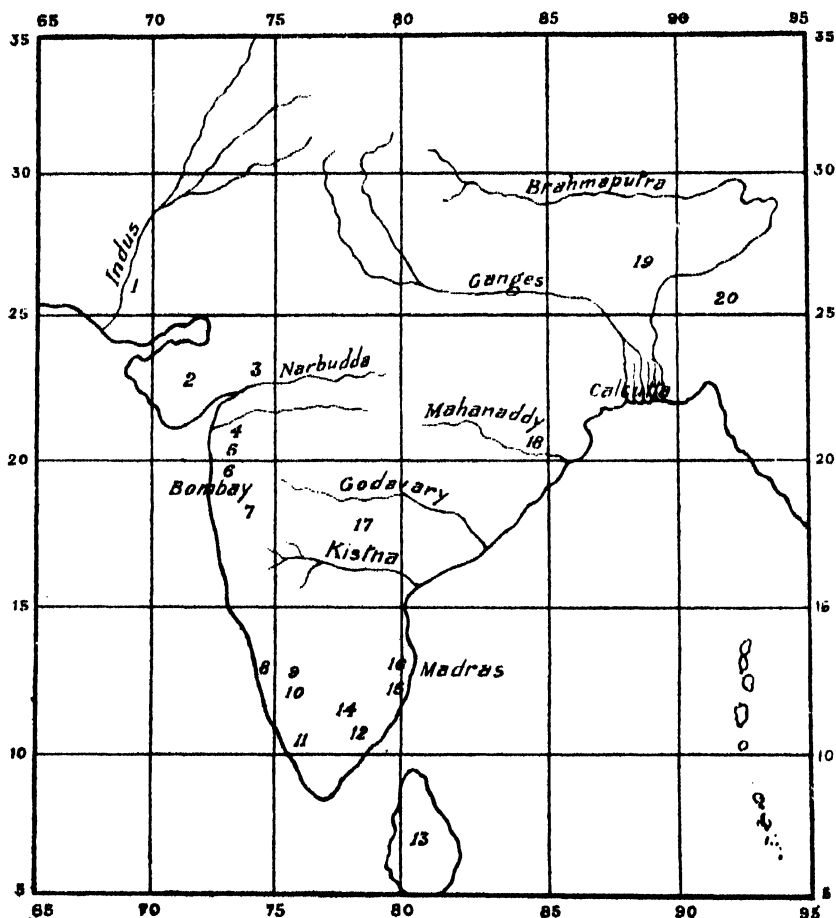 65 70 75 80 85 90 95
35 35
30 30
Brahmaputra
Indus
19
1
Ganges
20
25 25
3 Narbudda
2
Calcutta
Mahanaddy
4
18
5
20 20
6
Bombay
Godavary
7
17
Kistna
15 15
8 9 16 Madras
10 15
14
11 12
10 10
13
5 5
65 70 75 80 85 90 95